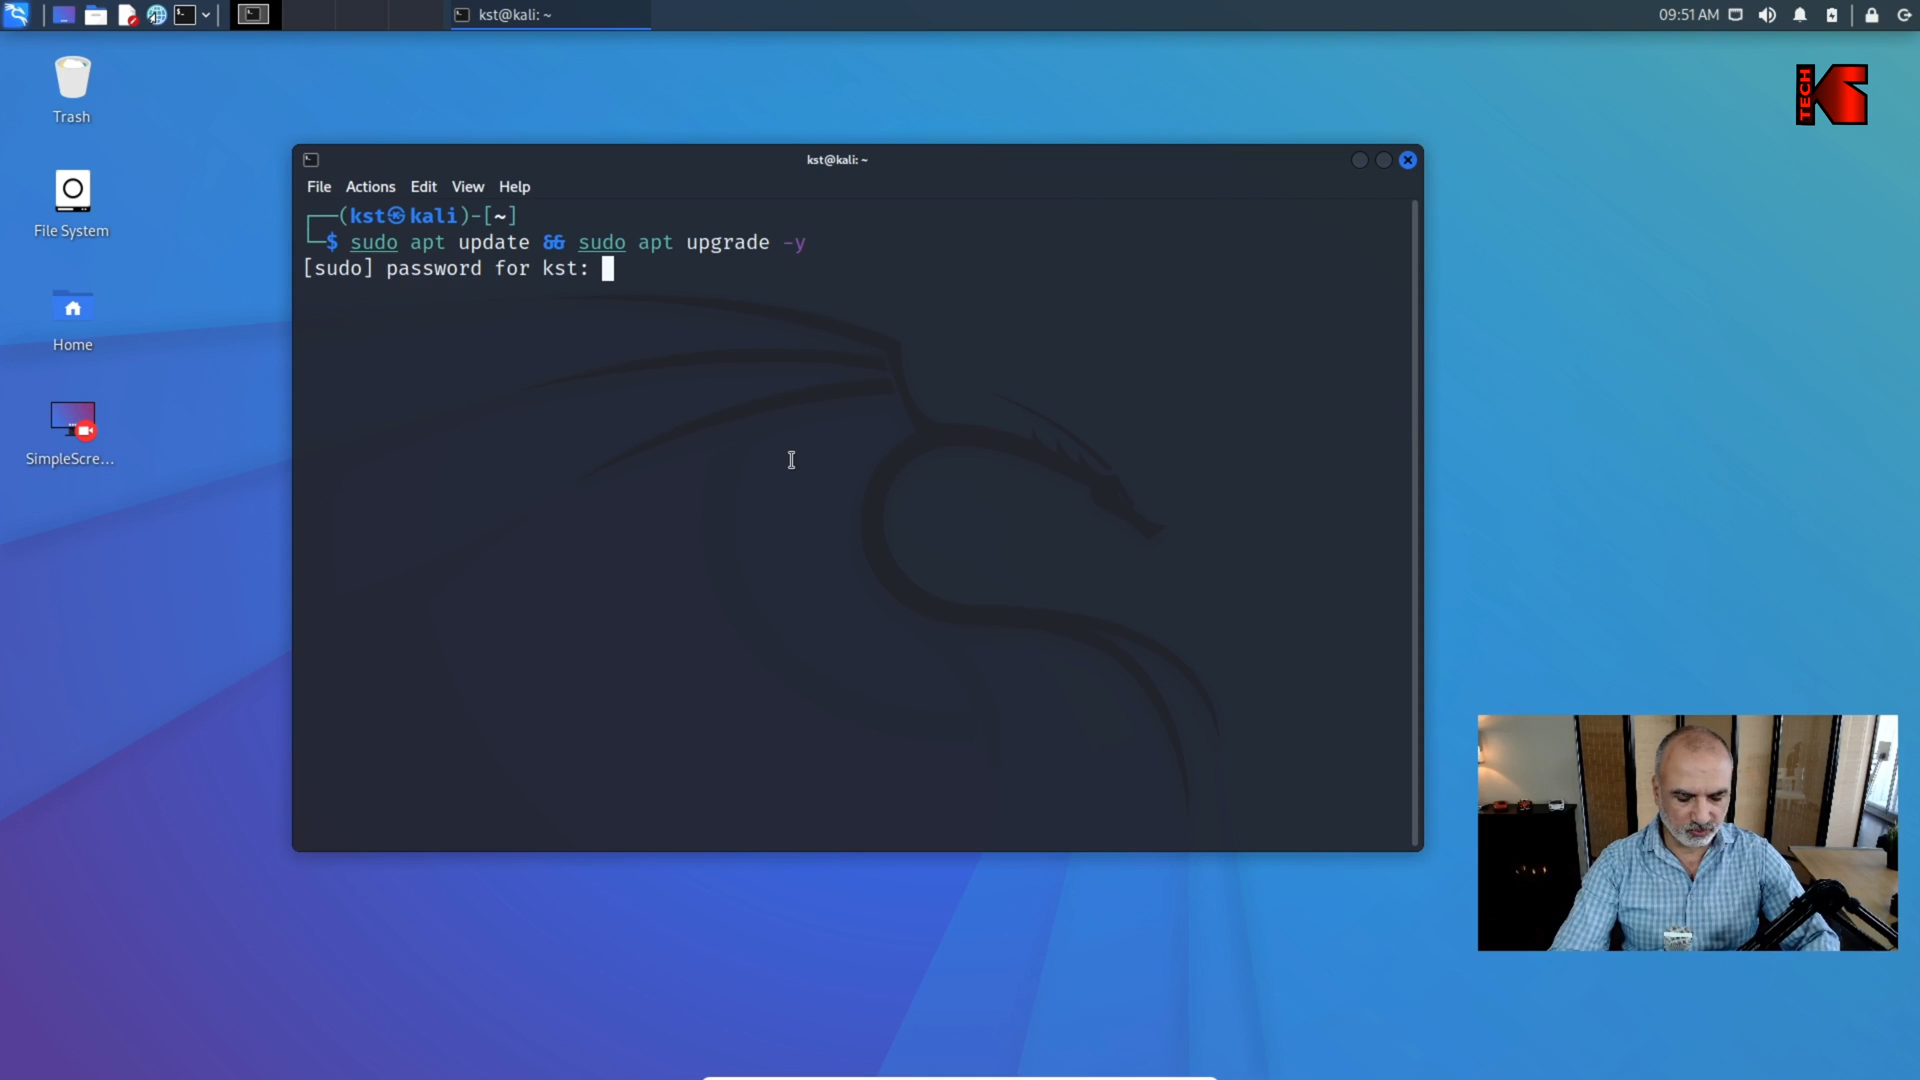 kst@kali: ~
09:51 AM
Trash
File System
Home
SimpleScre...
TECH K
kst@kali: ~
File Actions Edit View Help
┌──(kst㉿kali)-[~]
└─$ sudo apt update && sudo apt upgrade -y
[sudo] password for kst: